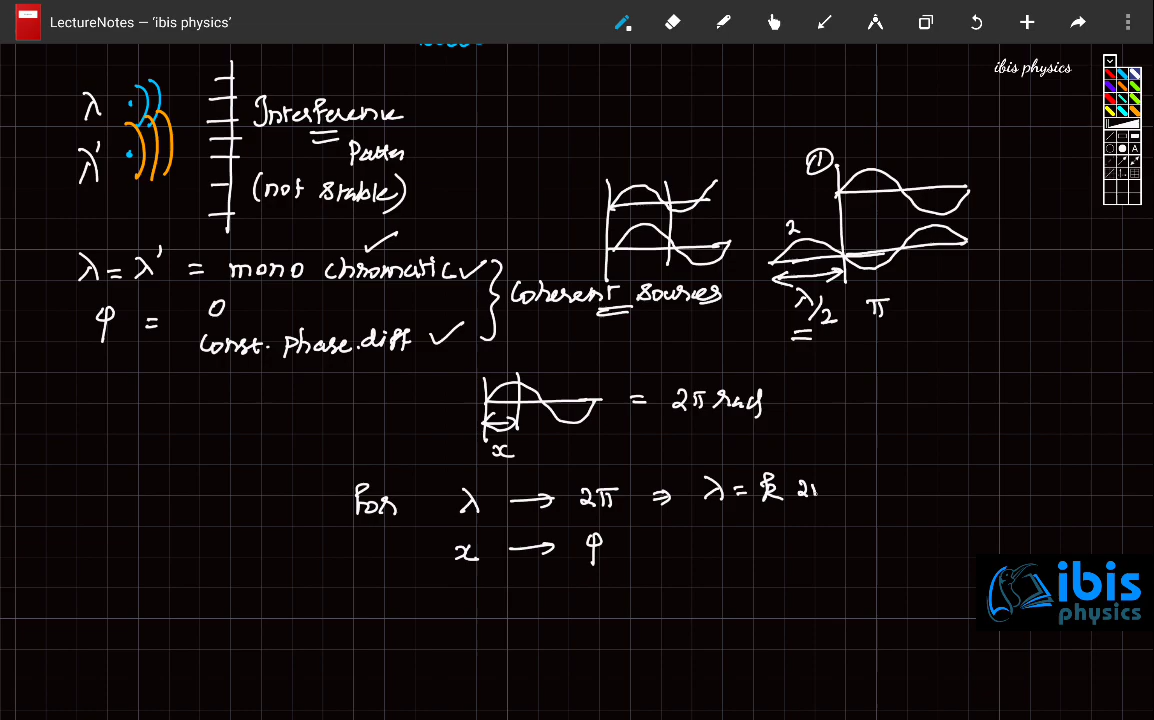 LectureNotes — ‘ibis physics’
ibis physics
λ
λ'
Interference
Pattn
(not stable)
λ = λ' = mono chromatic ✓
φ = 0
const. phase. diff ✓
Coherent sources
①
2
λ/2 π
x
= 2π rad
For λ → 2π ⇒ λ = k 2π
x → φ
ibis
physics